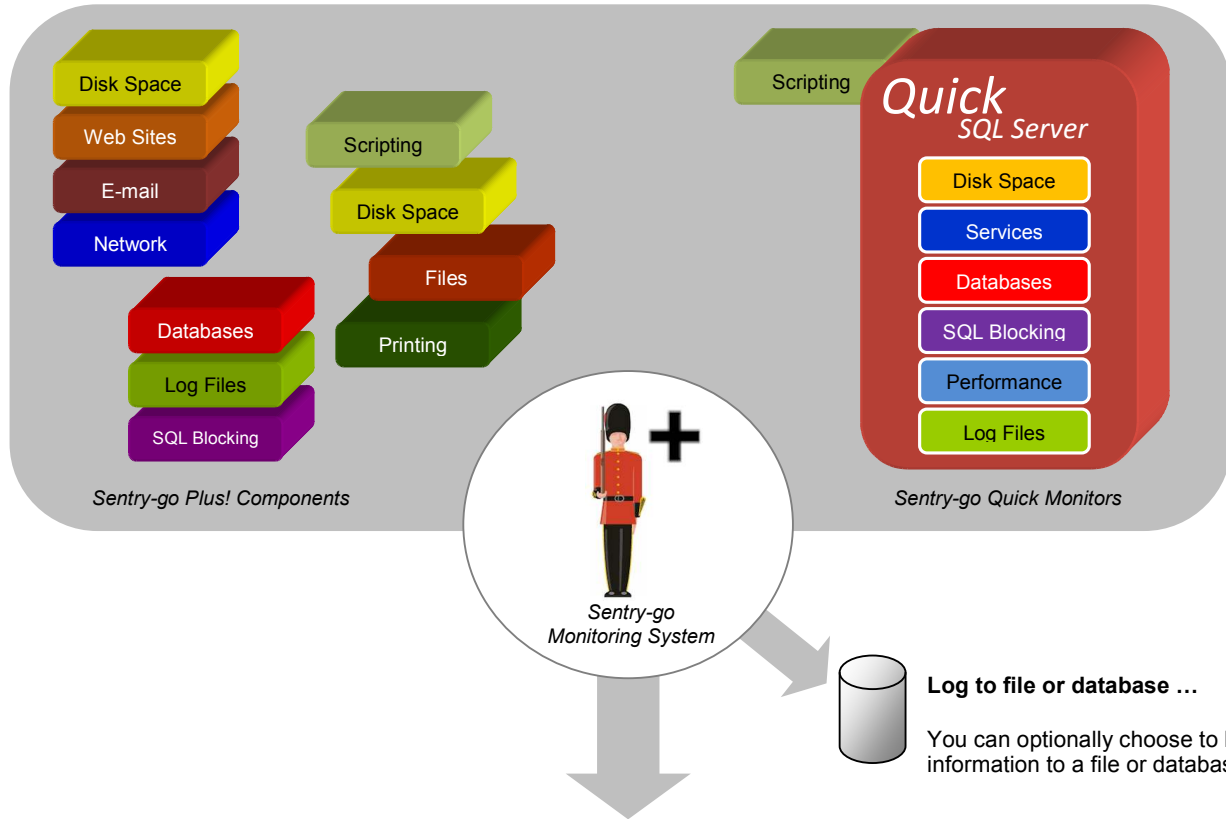 Disk Space
Web Sites
E-mail
Network
Scripting
Disk Space
Files
Printing
Databases
Log Files
SQL Blocking
Sentry-go Plus! Components
Scripting
Quick
SQL Server
Disk Space
Services
Databases
SQL Blocking
Performance
Log Files
Sentry-go Quick Monitors
Sentry-go
Monitoring System
Log to file or database …
You can optionally choose to
information to a file or